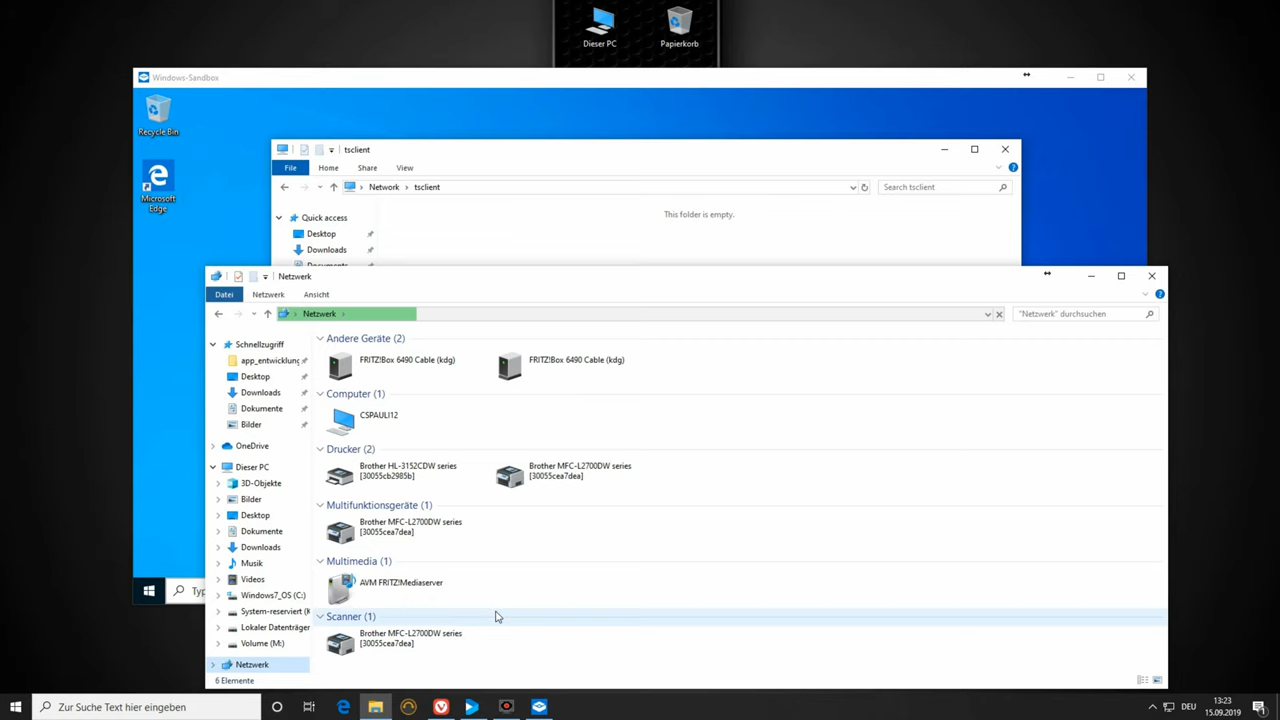 Dieser PC
Papierkorb
Windows-Sandbox
Recycle Bin
Microsoft
Edge
tsclient
File
Home
Share
View
Network
tsclient
Search tsclient
Quick access
This folder is empty.
Desktop
Downloads
Documents
Netzwerk
Datei
Netzwerk
Ansicht
Netzwerk
"Netzwerk" durchsuchen
Schnellzugriff
app_entwicklung
Desktop
Downloads
Dokumente
Bilder
OneDrive
Dieser PC
3D-Objekte
Bilder
Desktop
Dokumente
Downloads
Musik
Videos
Windows7_OS (C:)
System-reserviert (
Lokaler Datenträger
Volume (M:)
Netzwerk
Andere Geräte (2)
FRITZ!Box 6490 Cable (kdg)
FRITZ!Box 6490 Cable (kdg)
Computer (1)
CSPAULI12
Drucker (2)
Brother HL-3152CDW series
[30055cb2985b]
Brother MFC-L2700DW series
[30055cea7dea]
Multifunktionsgeräte (1)
Brother MFC-L2700DW series
[30055cea7dea]
Multimedia (1)
AVM FRITZ!Mediaserver
Scanner (1)
Brother MFC-L2700DW series
[30055cea7dea]
6 Elemente
Typ
Zur Suche Text hier eingeben
DEU
13:23
15.09.2019
1